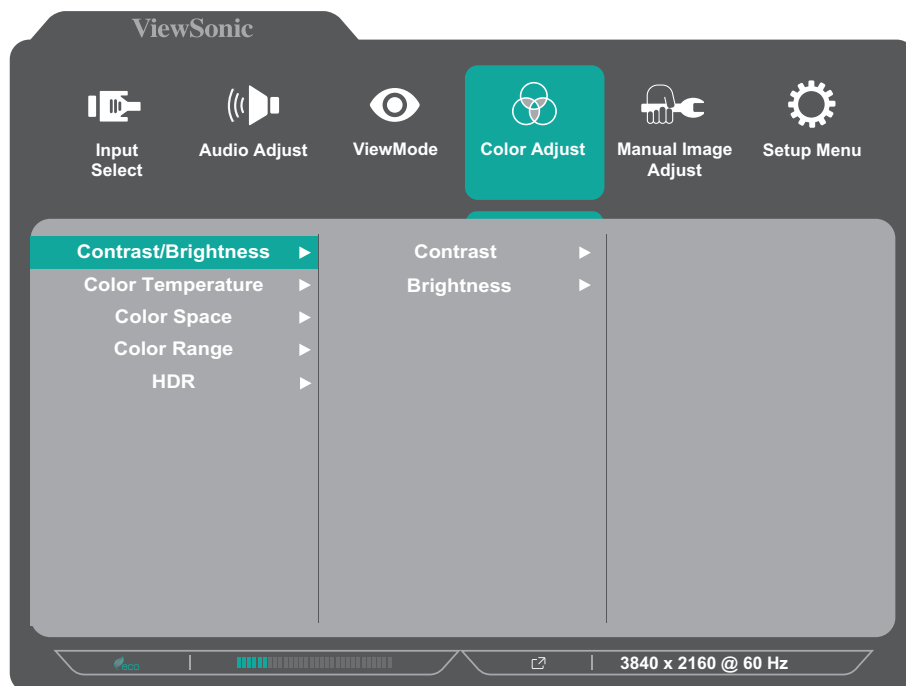 ViewSonic
Input
Select
Audio Adjust
ViewMode
Color Adjust
Manual Image
Adjust
Setup Menu
Contrast/Brightness
Color Temperature
Color Space
Color Range
HDR
Contrast
Brightness
eco
3840 x 2160 @ 60 Hz